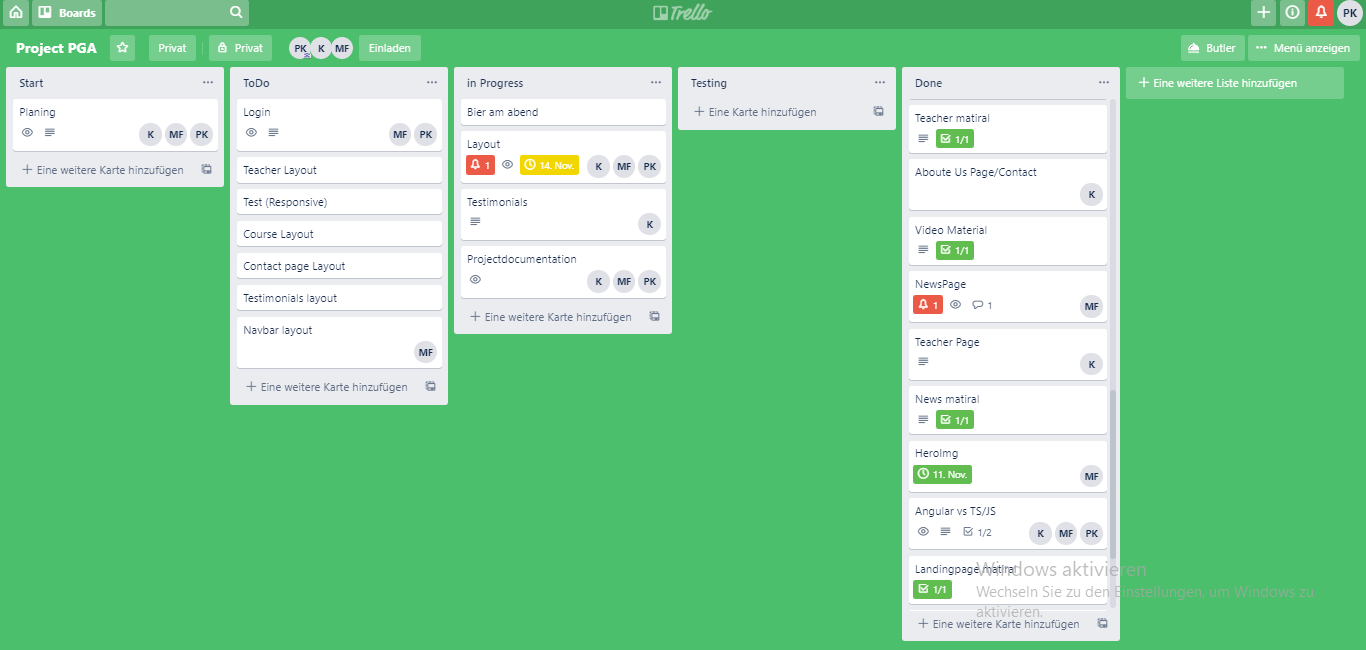 Boards
Trello
PK
Project PGA
Privat
Privat
PK
K
MF
Einladen
Butler
Menü anzeigen
Start
Planing
K
MF
PK
Eine weitere Karte hinzufügen
ToDo
Login
MF
PK
Teacher Layout
Test (Responsive)
Course Layout
Contact page Layout
Testimonials layout
Navbar layout
MF
Eine weitere Karte hinzufügen
in Progress
Bier am abend
Layout
1
14. Nov.
K
MF
PK
Testimonials
K
Projectdocumentation
K
MF
PK
Eine weitere Karte hinzufügen
Testing
Eine Karte hinzufügen
Done
Teacher matiral
1/1
Aboute Us Page/Contact
K
Video Material
1/1
NewsPage
1
1
MF
Teacher Page
K
News matiral
1/1
HeroImg
11. Nov.
MF
Angular vs TS/JS
1/2
K
MF
PK
Landingpage matiral
1/1
Eine weitere Karte hinzufügen
Eine weitere Liste hinzufügen
Windows aktivieren
Wechseln Sie zu den Einstellungen, um Windows zu
aktivieren.